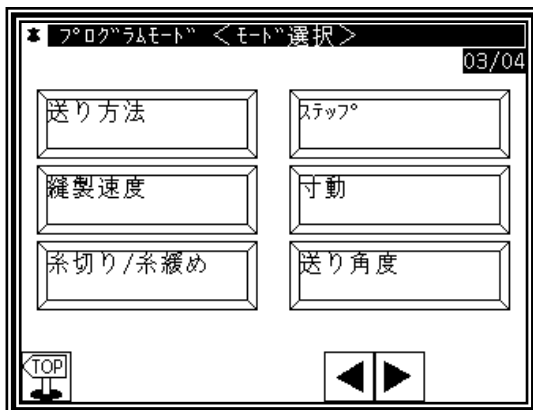 プログラムモード <モード選択>
03/04
送り方法
ステップ
縫製速度
寸動
糸切り/糸緩め
送り角度
TOP